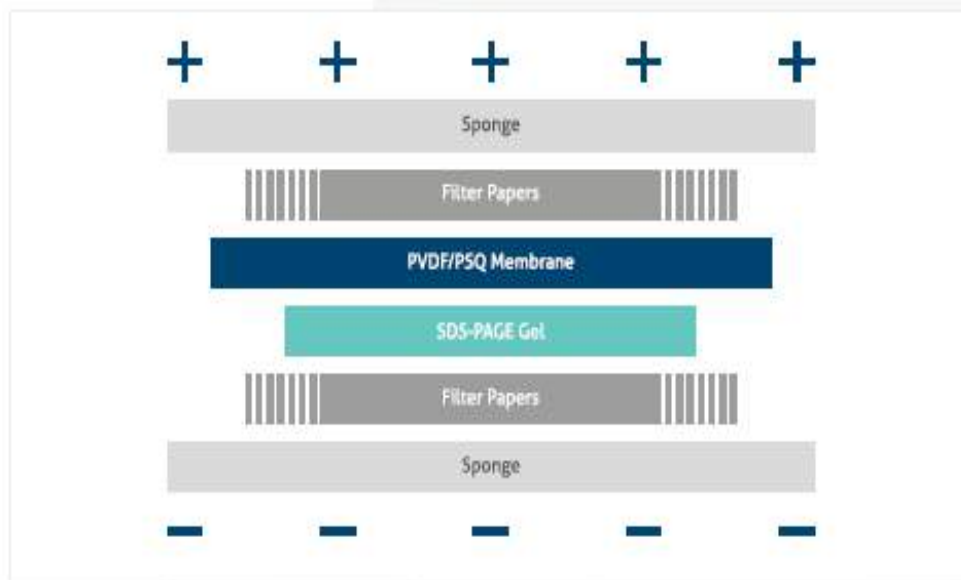 + + + + +
Sponge
Filter Papers
PVDF/PSQ Membrane
SDS-PAGE Gel
Filter Papers
Sponge
− − − − −